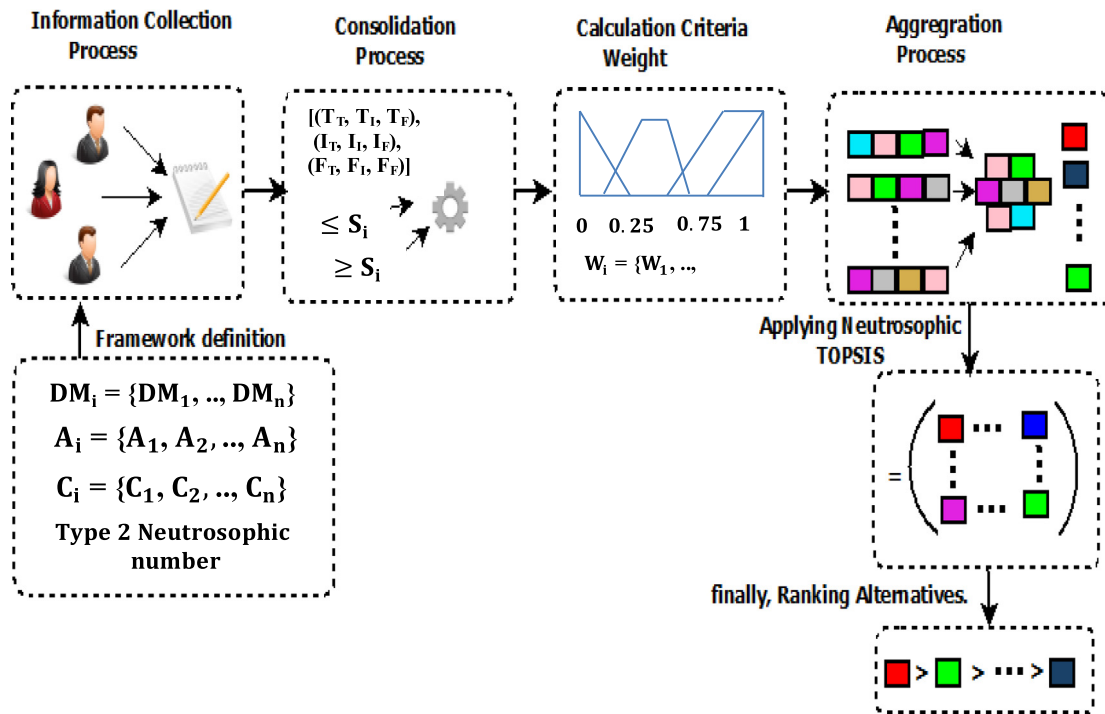 Information Collection
Process
Consolidation
Process
Calculation Criteria
Weight
Aggregration
Process
[(T_T, T_I, T_F),
(I_T, I_I, I_F),
(F_T, F_I, F_F)]
≤ S_i
≥ S_i
0 0.25 0.75 1
W_i = {W_1, ..,
Framework definition
DM_i = {DM_1, .., DM_n}
A_i = {A_1, A_2, .., A_n}
C_i = {C_1, C_2, .., C_n}
Type 2 Neutrosophic
number
Applying Neutrosophic
TOPSIS
=
finally, Ranking Alternatives.
> > ··· >